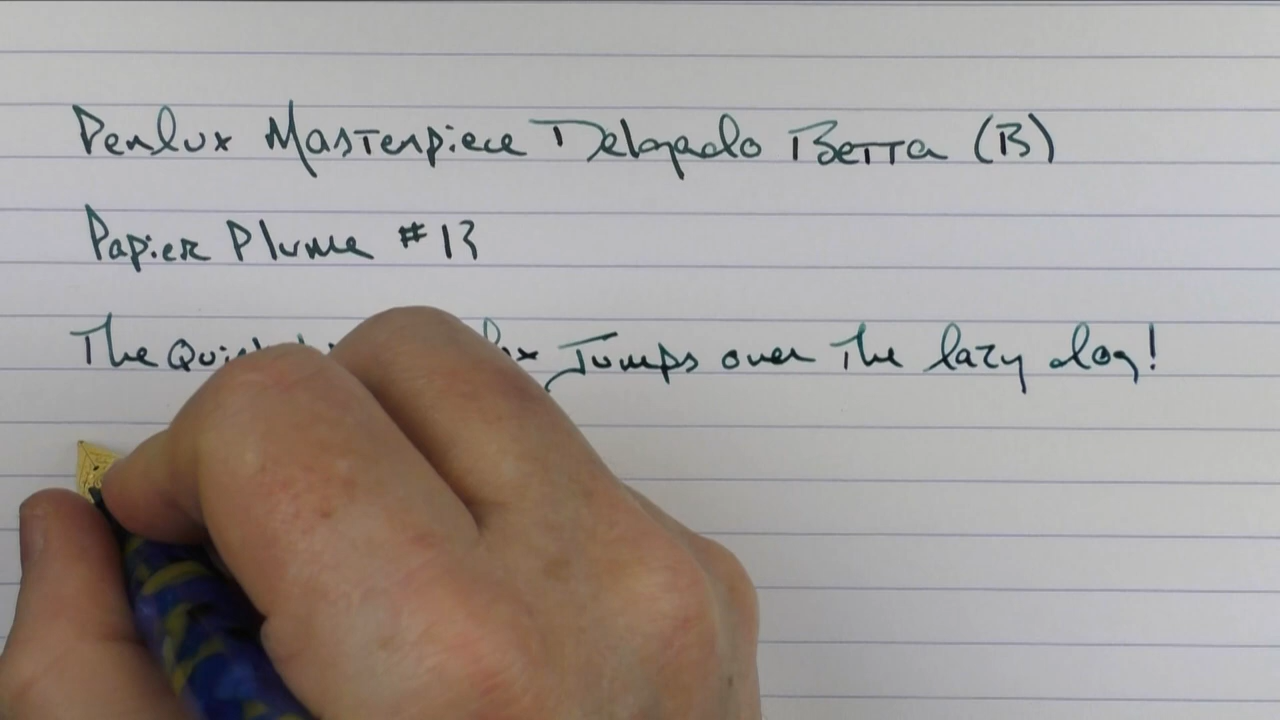 Penlux Masterpiece Delgado Betta (B)
Papier Plume #13
The Jumps over The lazy dog!